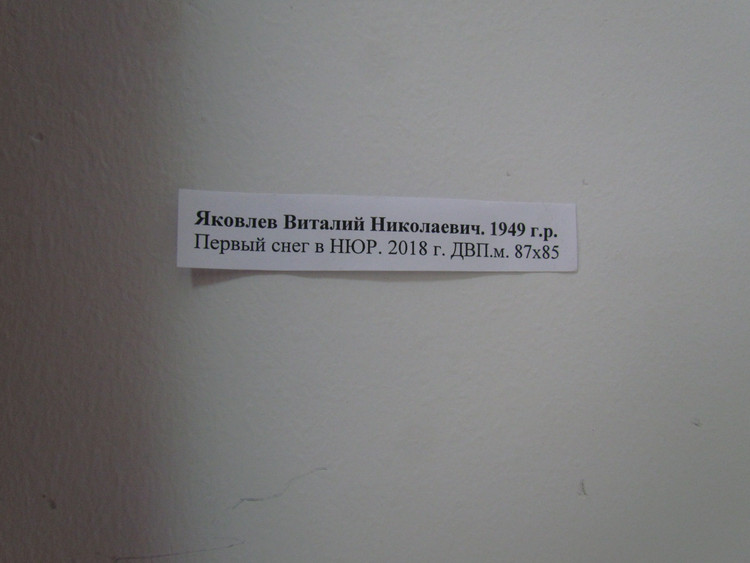 Яковлев Виталий Николаевич. 1949 г.р.
Первый снег в НЮР. 2018 г. ДВП.м. 87х85